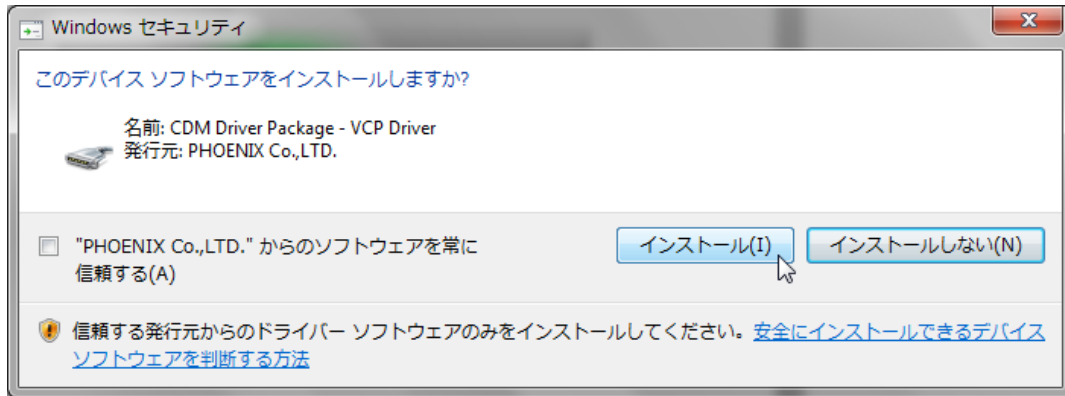 Windows セキュリティ
このデバイス ソフトウェアをインストールしますか?
名前: CDM Driver Package - VCP Driver
発行元: PHOENIX Co.,LTD.
"PHOENIX Co.,LTD." からのソフトウェアを常に
信頼する(A)
インストール(I)
インストールしない(N)
信頼する発行元からのドライバー ソフトウェアのみをインストールしてください。安全にインストールできるデバイス
ソフトウェアを判断する方法